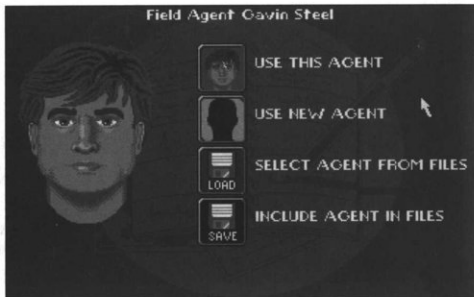 Field Agent Gavin Steel
USE THIS AGENT
USE NEW AGENT
LOAD
SELECT AGENT FROM FILES
SAVE
INCLUDE AGENT IN FILES